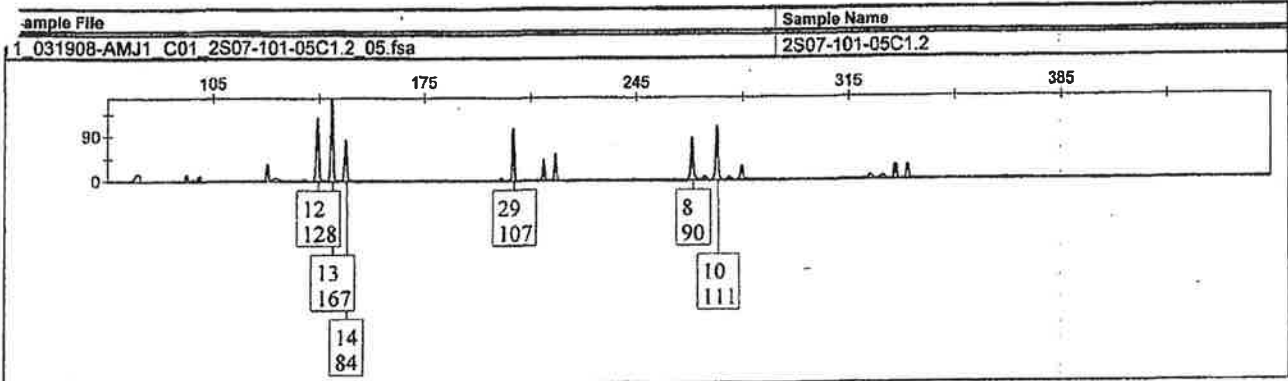 ample File Sample Name
1_031908-AMJ1_C01_2S07-101-05C1.2_05.fsa 2S07-101-05C1.2
105 175 245 315 385
90
0
12 29 8
128 107 90
13 10
167 111
14
84